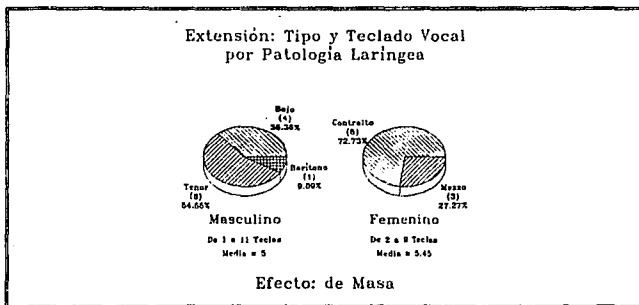 Extensión: Tipo y Teclado Vocal
por Patología Laríngea
Bajo
(4)
36.36%
Baritono
(1)
9.09%
Tenor
(6)
54.55%
Masculino
De 1 a 11 Teclas
Media = 5
Contralto
(8)
72.73%
Mezzo
(3)
27.27%
Femenino
De 2 a 9 Teclas
Media = 5.45
Efecto: de Masa